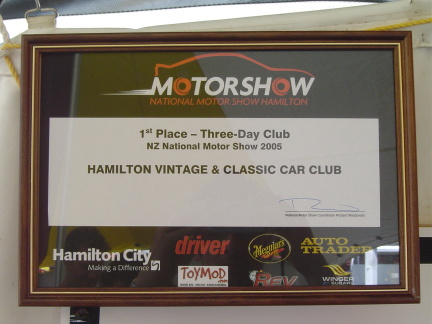 MOTORSHOW
NATIONAL MOTOR SHOW HAMILTON
1st Place – Three-Day Club
NZ National Motor Show 2005
HAMILTON VINTAGE & CLASSIC CAR CLUB
Hamilton City
Making a Difference
driver
Meguiar's
AUTO TRADER
TOYMOD
REV
WINGER
SUBARU